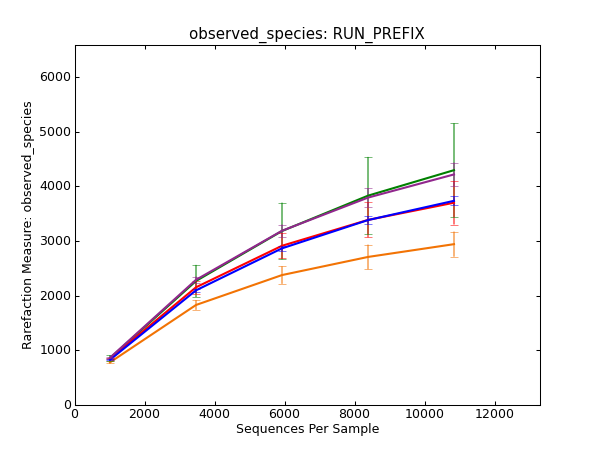 observed_species: RUN_PREFIX
Rarefaction Measure: observed_species
6000
5000
4000
3000
2000
1000
0
0 2000 4000 6000 8000 10000 12000
Sequences Per Sample